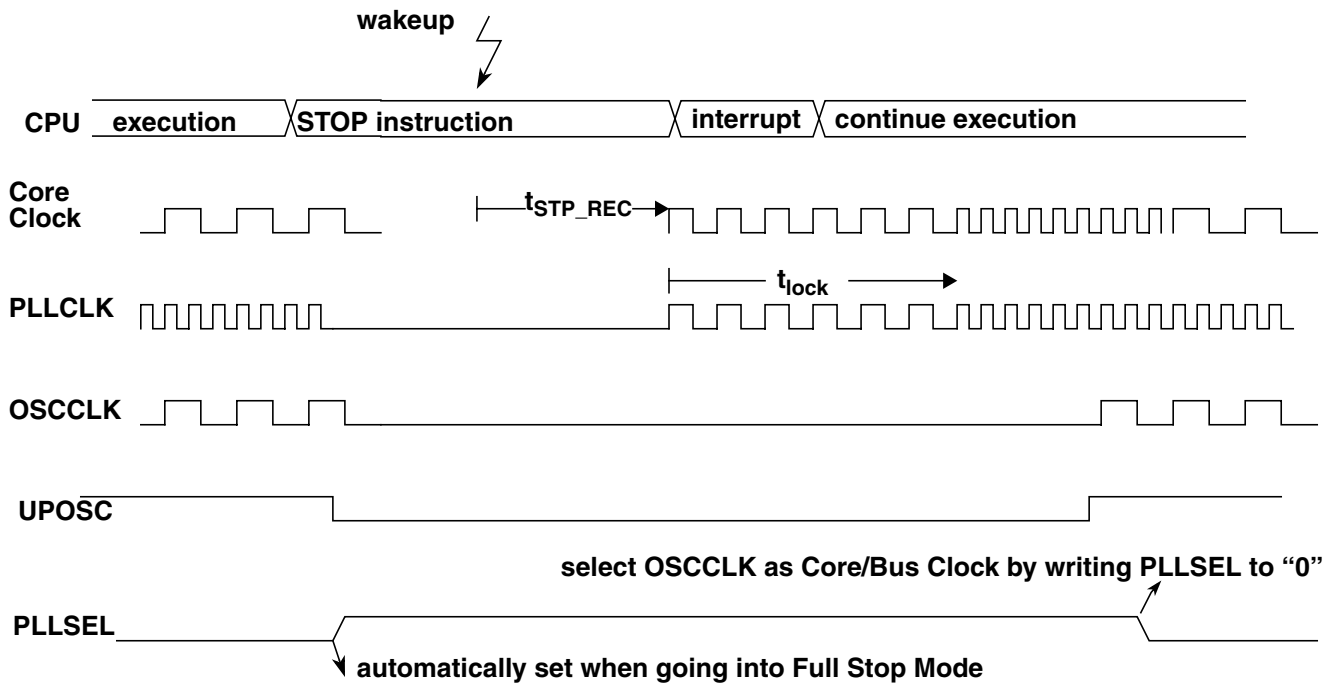 wakeup
CPU execution STOP instruction interrupt continue execution
Core
Clock
tSTP_REC
tlock
PLLCLK
OSCCLK
UPOSC
select OSCCLK as Core/Bus Clock by writing PLLSEL to “0”
PLLSEL
automatically set when going into Full Stop Mode